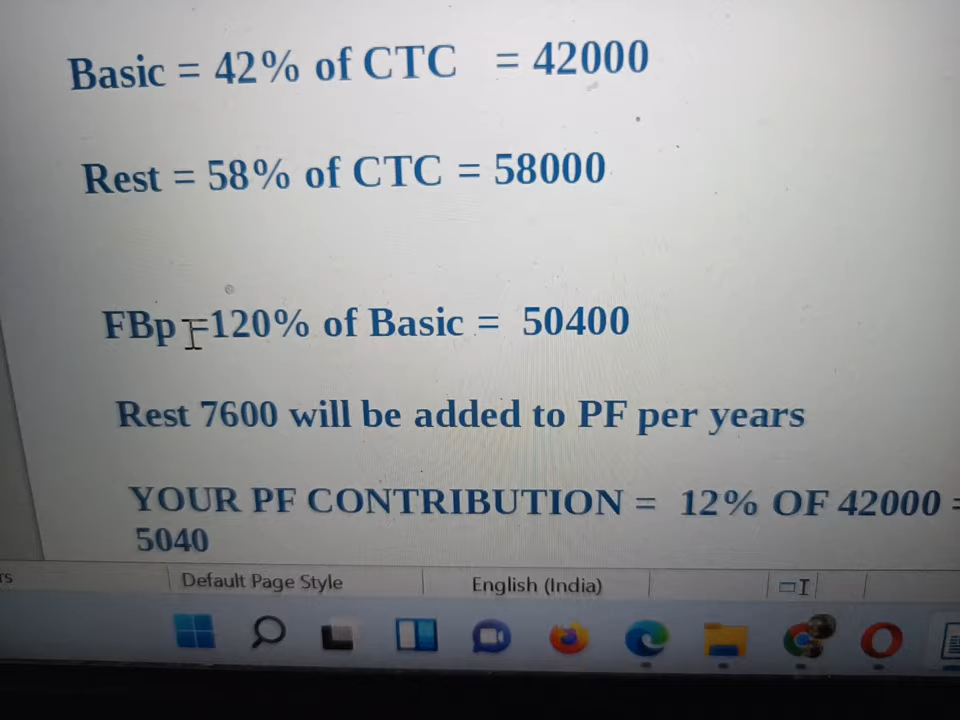 Basic = 42% of CTC = 42000
Rest = 58% of CTC = 58000
FBp =120% of Basic = 50400
Rest 7600 will be added to PF per years
YOUR PF CONTRIBUTION = 12% OF 42000 =
5040
rs Default Page Style English (India)